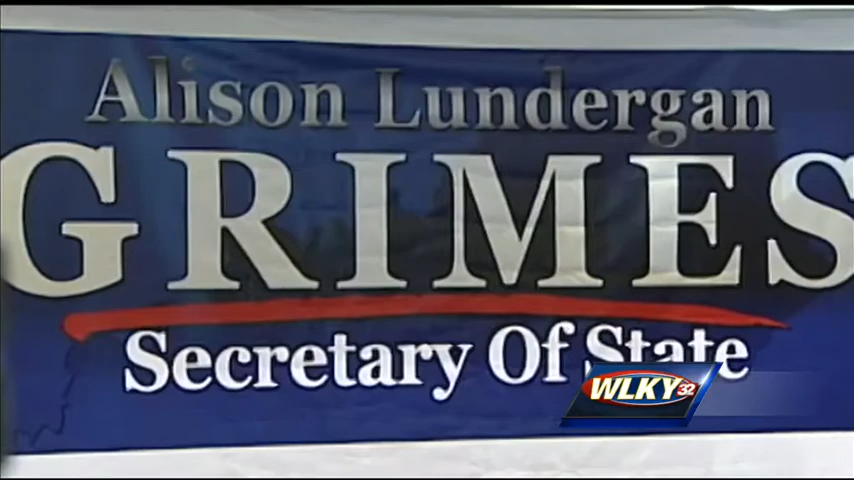 Alison Lundergan
GRIMES
Secretary Of State
WLKY 32